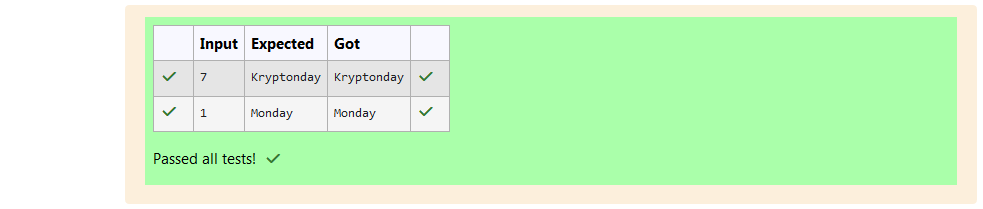 Input Expected Got
7 Kryptonday Kryptonday
1 Monday Monday
Passed all tests!